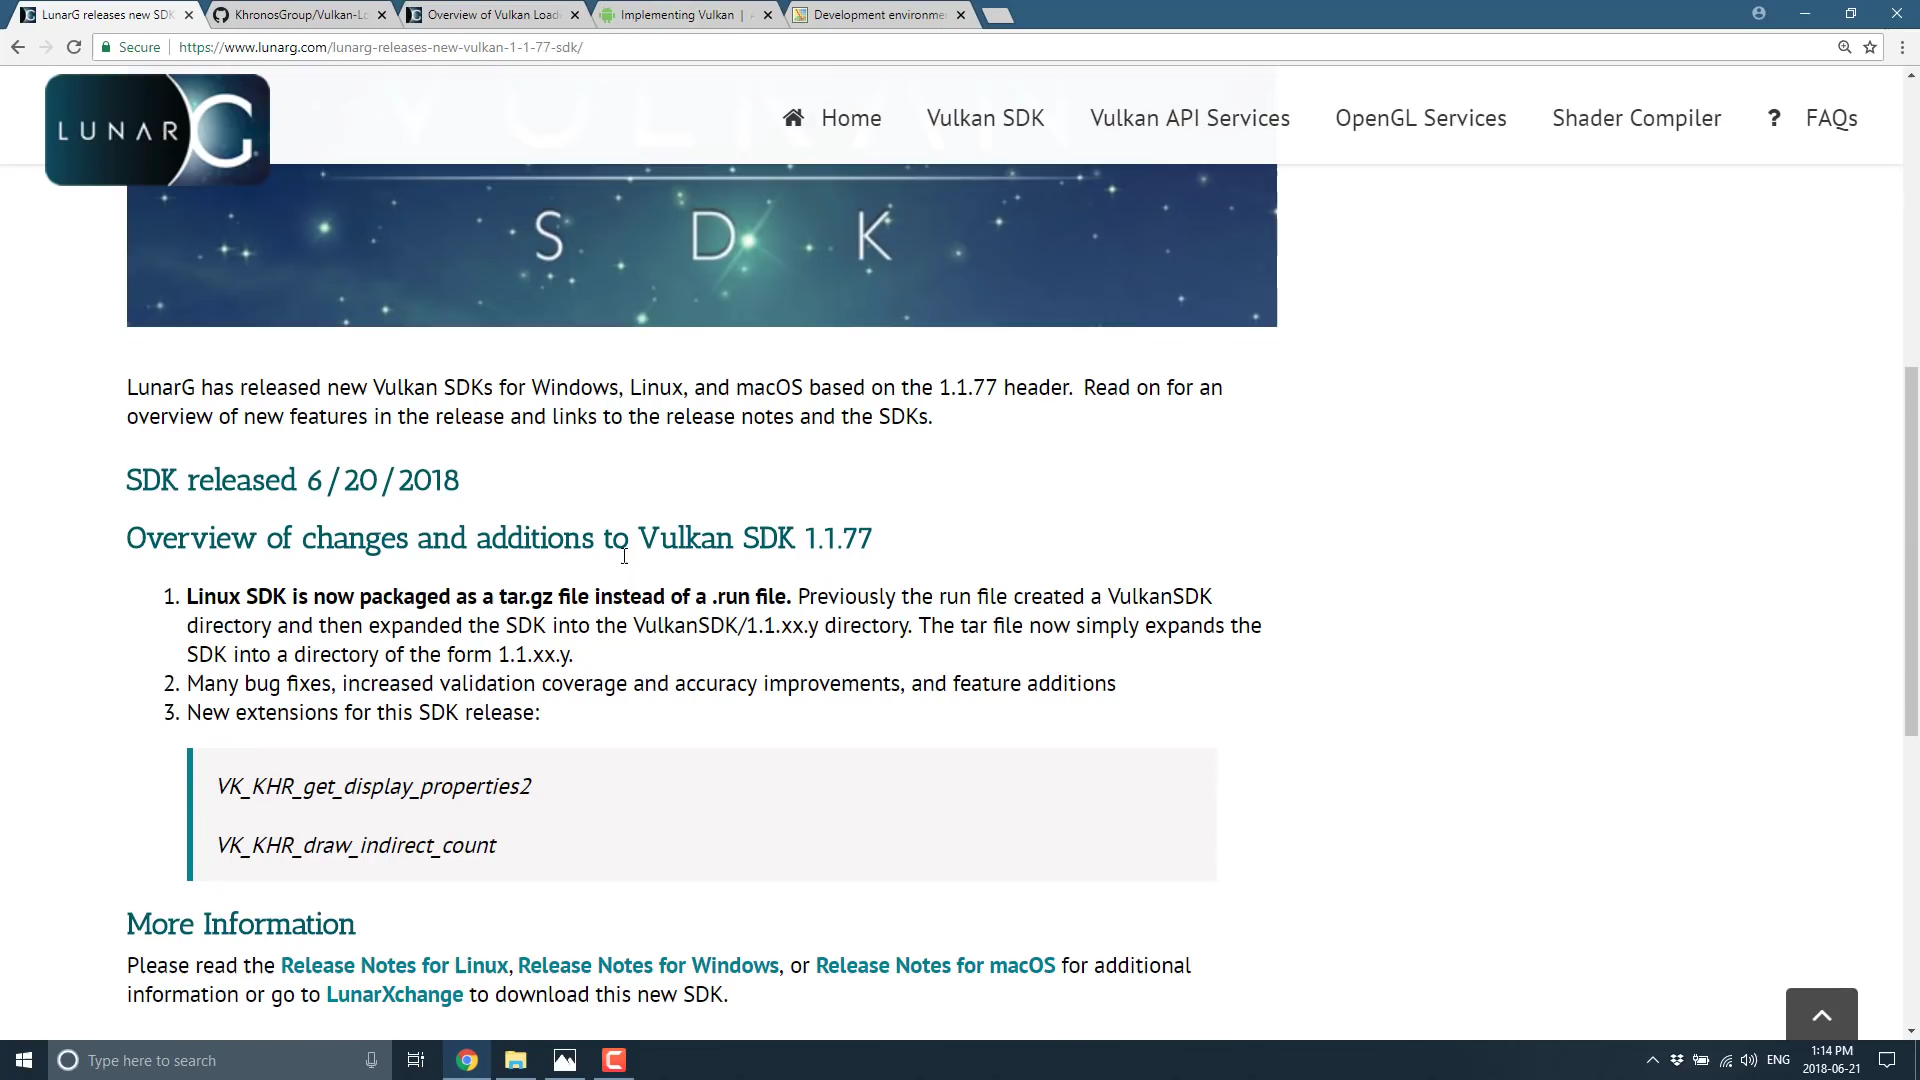 LunarG releases new SDK
KhronosGroup/Vulkan-Lo
Overview of Vulkan Load
Implementing Vulkan |
Development environme
Secure
https://www.lunarg.com/lunarg-releases-new-vulkan-1-1-77-sdk/
LUNAR G
Home
Vulkan SDK
Vulkan API Services
OpenGL Services
Shader Compiler
? FAQs
VULKAN
S D K
LunarG has released new Vulkan SDKs for Windows, Linux, and macOS based on the 1.1.77 header. Read on for an
overview of new features in the release and links to the release notes and the SDKs.
SDK released 6/20/2018
Overview of changes and additions to Vulkan SDK 1.1.77
1. Linux SDK is now packaged as a tar.gz file instead of a .run file. Previously the run file created a VulkanSDK
directory and then expanded the SDK into the VulkanSDK/1.1.xx.y directory. The tar file now simply expands the
SDK into a directory of the form 1.1.xx.y.
2. Many bug fixes, increased validation coverage and accuracy improvements, and feature additions
3. New extensions for this SDK release:
VK_KHR_get_display_properties2
VK_KHR_draw_indirect_count
More Information
Please read the Release Notes for Linux, Release Notes for Windows, or Release Notes for macOS for additional
information or go to LunarXchange to download this new SDK.
Type here to search
ENG
1:14 PM
2018-06-21